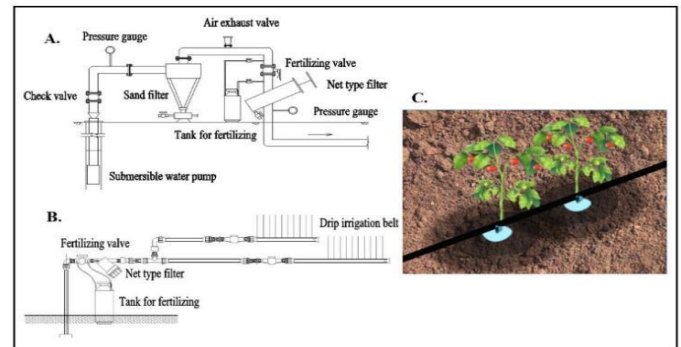 A.
Air exhaust valve
Pressure gauge
Fertilizing valve
Net type filter
Check valve
Sand filter
Pressure gauge
Tank for fertilizing
Submersible water pump
B.
Drip irrigation belt
Fertilizing valve
Net type filter
Tank for fertilizing
C.